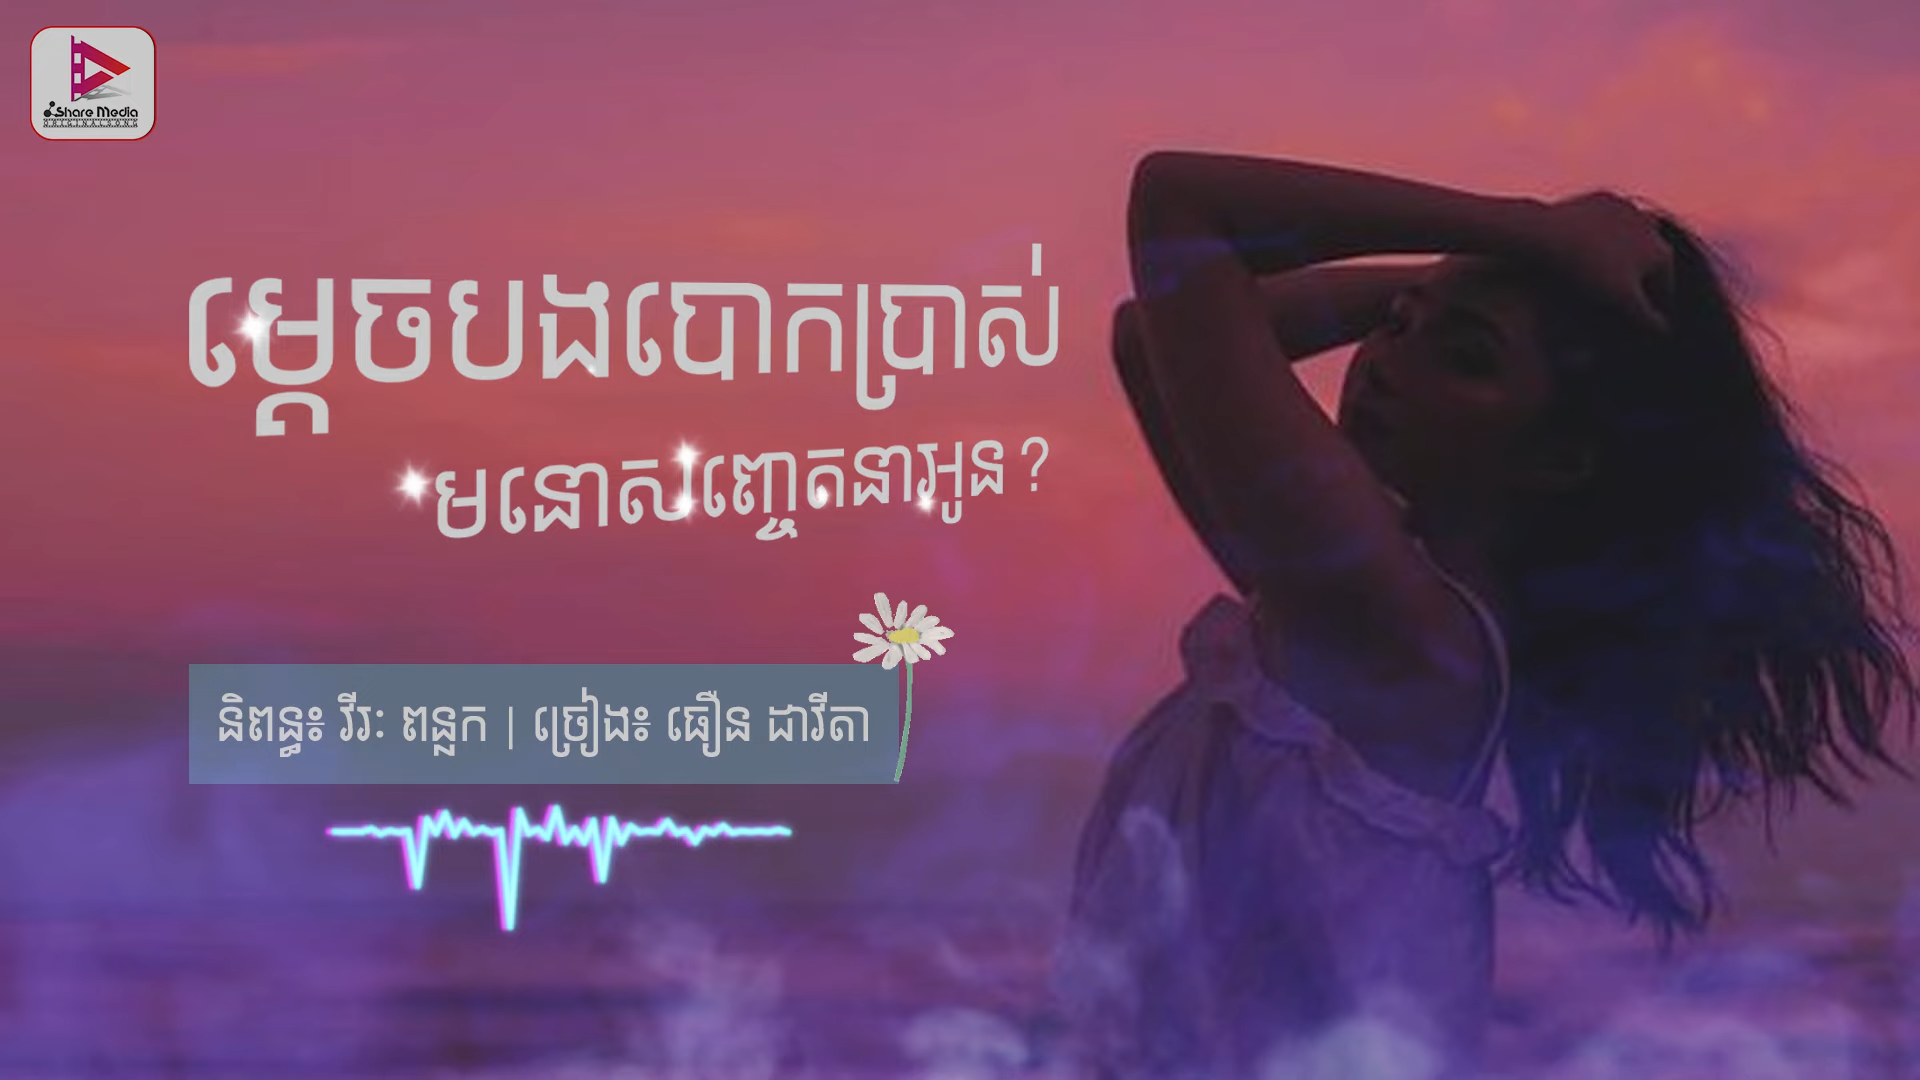 Share Media
ORIGINALSONG
ម្ដេចបងបោកប្រាស់
មនោសញ្ចេតនាអូន?
និពន្ធ៖ វីរៈ ពន្លក | ច្រៀង៖ ធឿន ដាវីតា